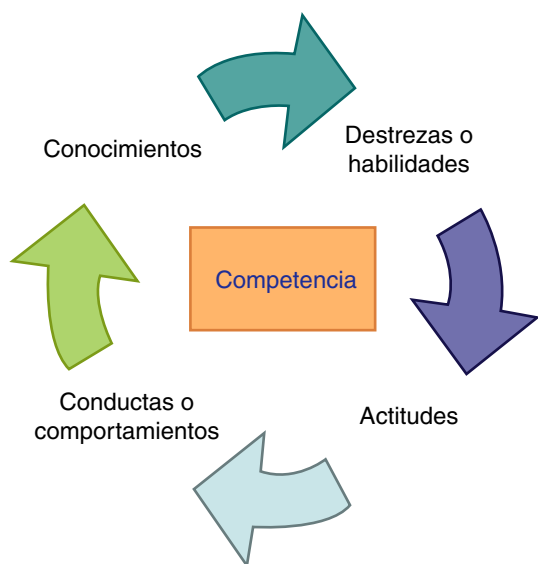 Conocimientos
Destrezas o
habilidades
Competencia
Conductas o
comportamientos
Actitudes